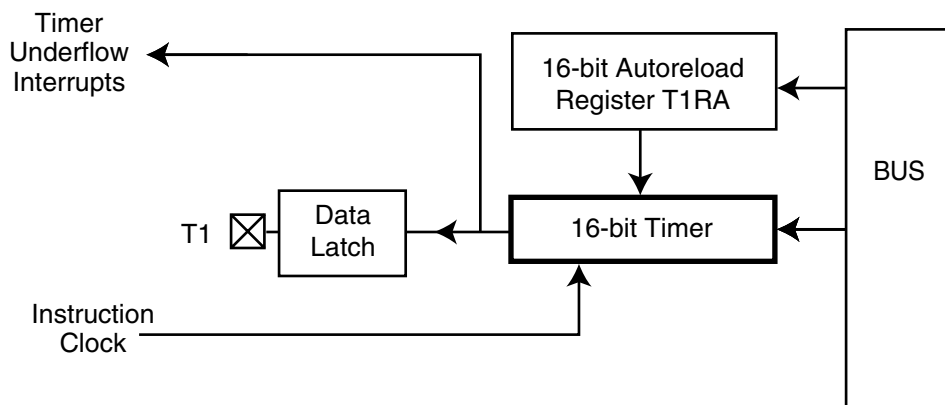 Timer
Underflow
Interrupts
16-bit Autoreload
Register T1RA
BUS
T1
Data
Latch
16-bit Timer
Instruction
Clock